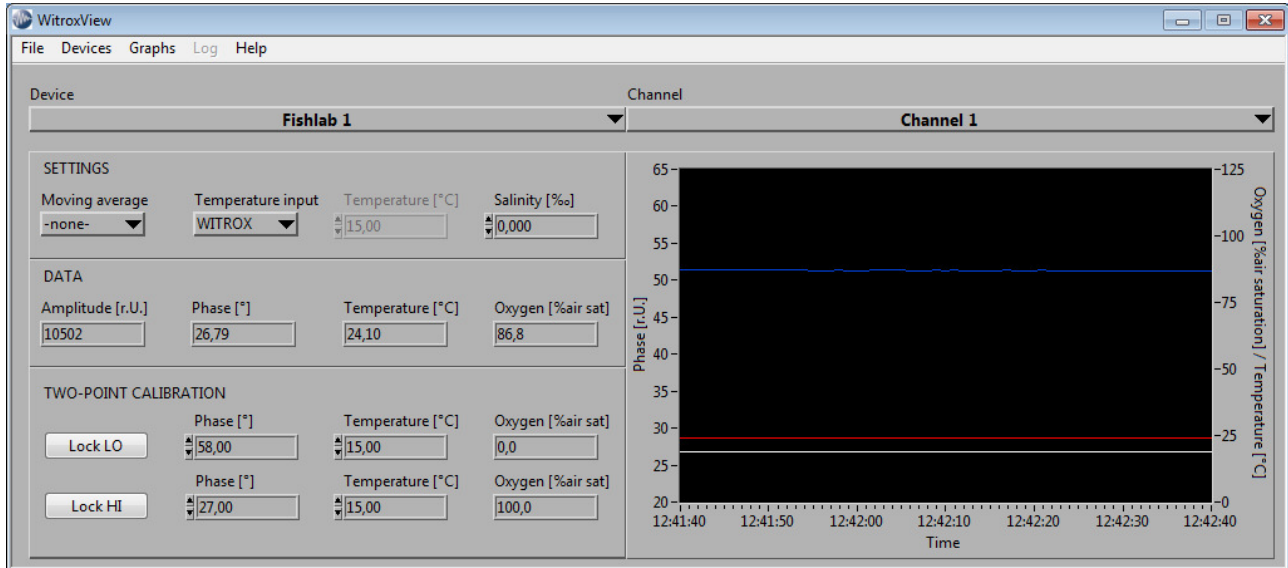 WitroxView
File Devices Graphs Log Help
Device
Fishlab 1
Channel
Channel 1
SETTINGS
Moving average Temperature input Temperature [°C] Salinity [‰]
-none- WITROX 15,00 0,000
DATA
Amplitude [r.U.] Phase [°] Temperature [°C] Oxygen [%air sat]
10502 26,79 24,10 86,8
TWO-POINT CALIBRATION
Phase [°] Temperature [°C] Oxygen [%air sat]
Lock LO 58,00 15,00 0,0
Phase [°] Temperature [°C] Oxygen [%air sat]
Lock HI 27,00 15,00 100,0
Phase [r.U.]
65
60
55
50
45
40
35
30
25
20
125
100
75
50
25
0
Oxygen [%air saturation] / Temperature [°C]
12:41:40 12:41:50 12:42:00 12:42:10 12:42:20 12:42:30 12:42:40
Time